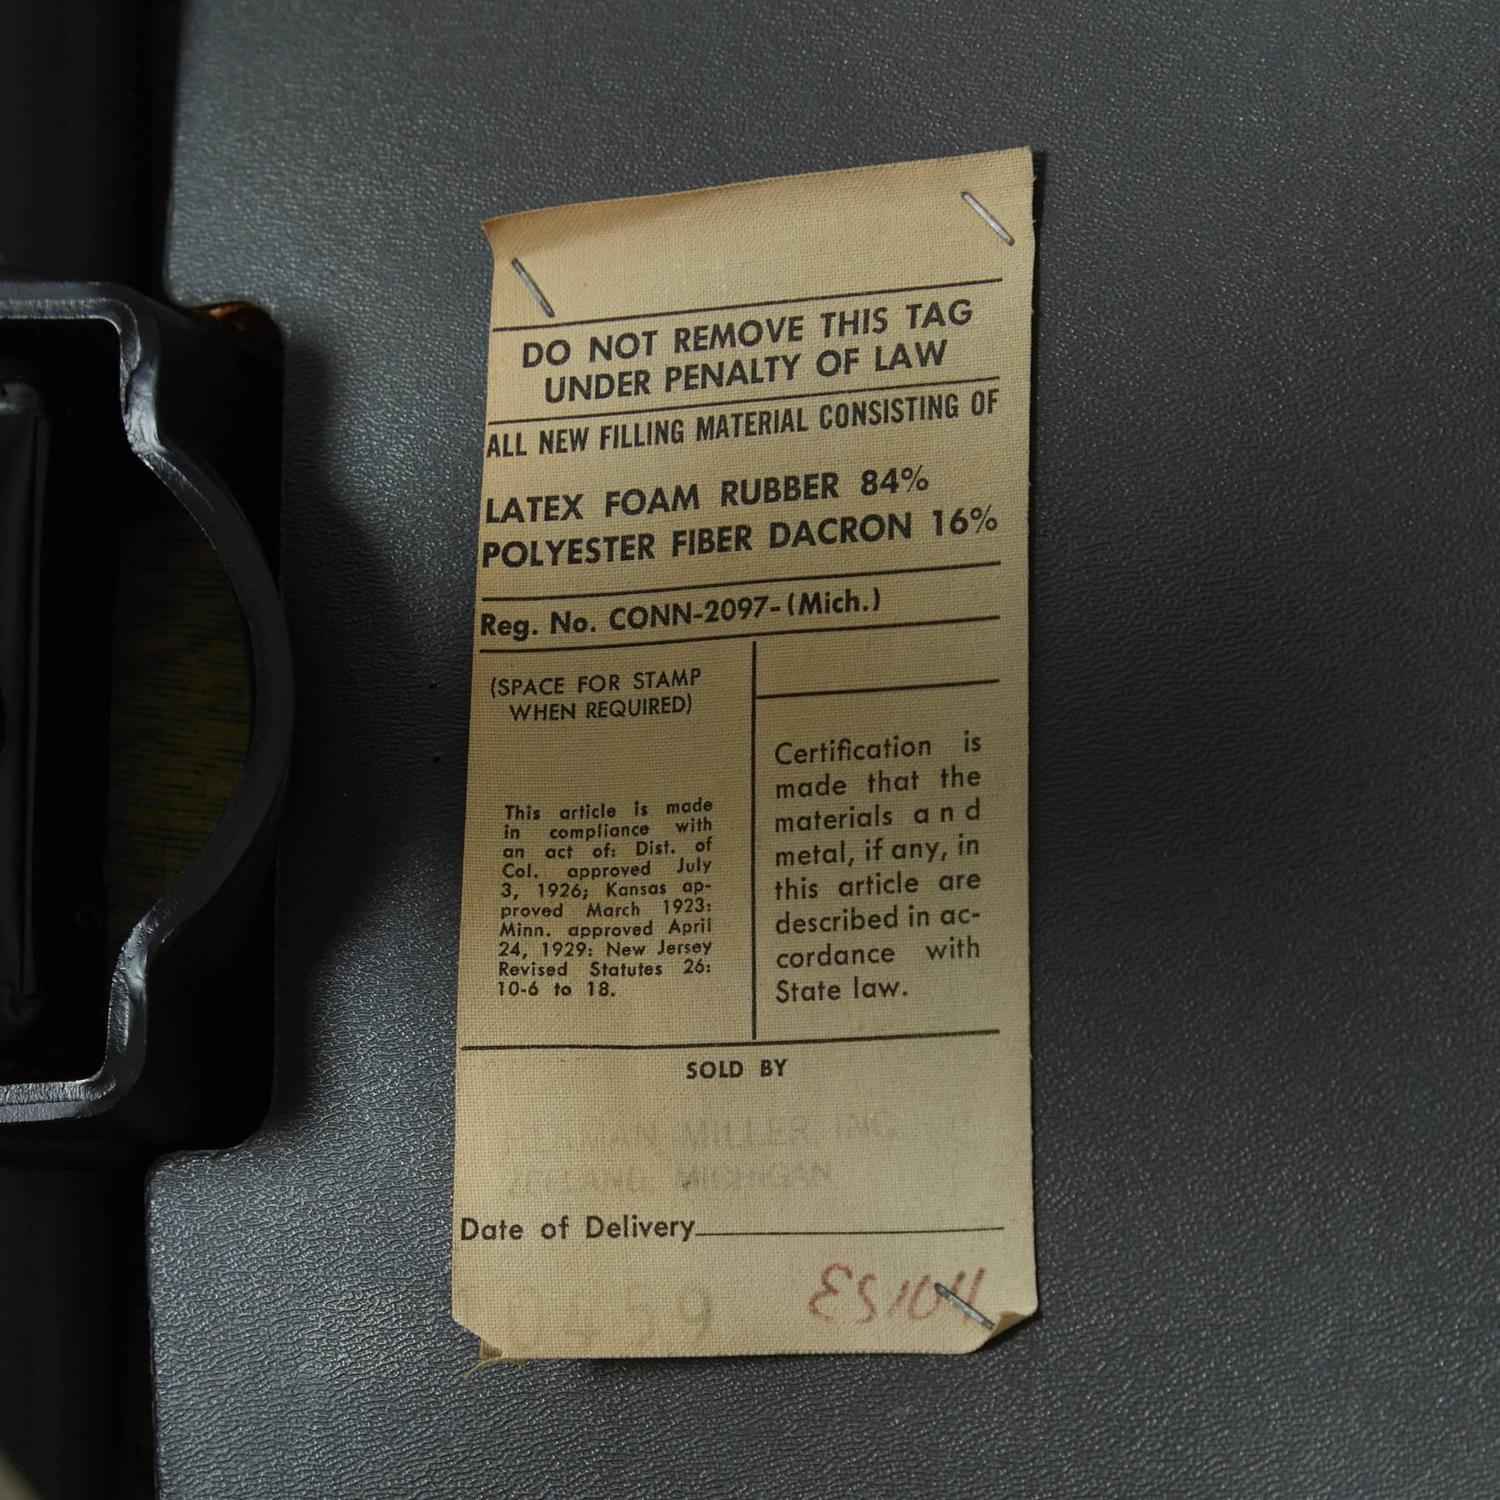 DO NOT REMOVE THIS TAG
UNDER PENALTY OF LAW
ALL NEW FILLING MATERIAL CONSISTING OF
LATEX FOAM RUBBER 84%
POLYESTER FIBER DACRON 16%
Reg. No. CONN-2097-(Mich.)
(SPACE FOR STAMP
WHEN REQUIRED)
This article is made
in compliance with
an act of: Dist. of
Col. approved July
3, 1926; Kansas ap-
proved March 1923:
Minn. approved April
24, 1929: New Jersey
Revised Statutes 26:
10-6 to 18.
Certification is
made that the
materials and
metal, if any, in
this article are
described in ac-
cordance with
State law.
SOLD BY
HERMAN MILLER, INC.
ZEELAND, MICHIGAN
Date of Delivery